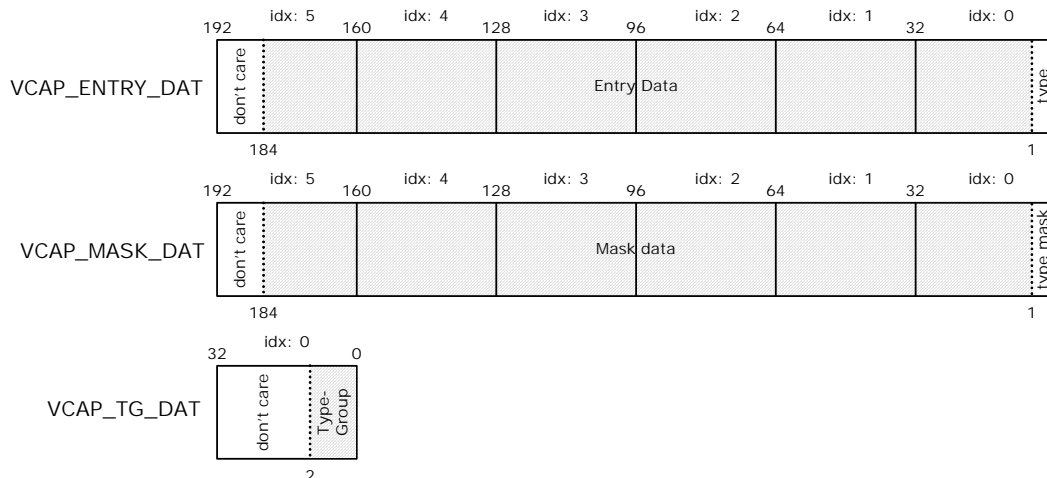 idx: 5 idx: 4 idx: 3 idx: 2 idx: 1 idx: 0
192 160 128 96 64 32
VCAP_ENTRY_DAT don't care Entry Data type
184 1
idx: 5 idx: 4 idx: 3 idx: 2 idx: 1 idx: 0
192 160 128 96 64 32
VCAP_MASK_DAT don't care Mask data type mask
184 1
idx: 0
32 0
VCAP_TG_DAT don't care Type-
Group
2